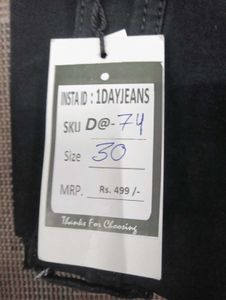 INSTA ID : 1DAYJEANS
SKU D@-74
Size 30
MRP. Rs. 499 /-
Thanks For Choosing